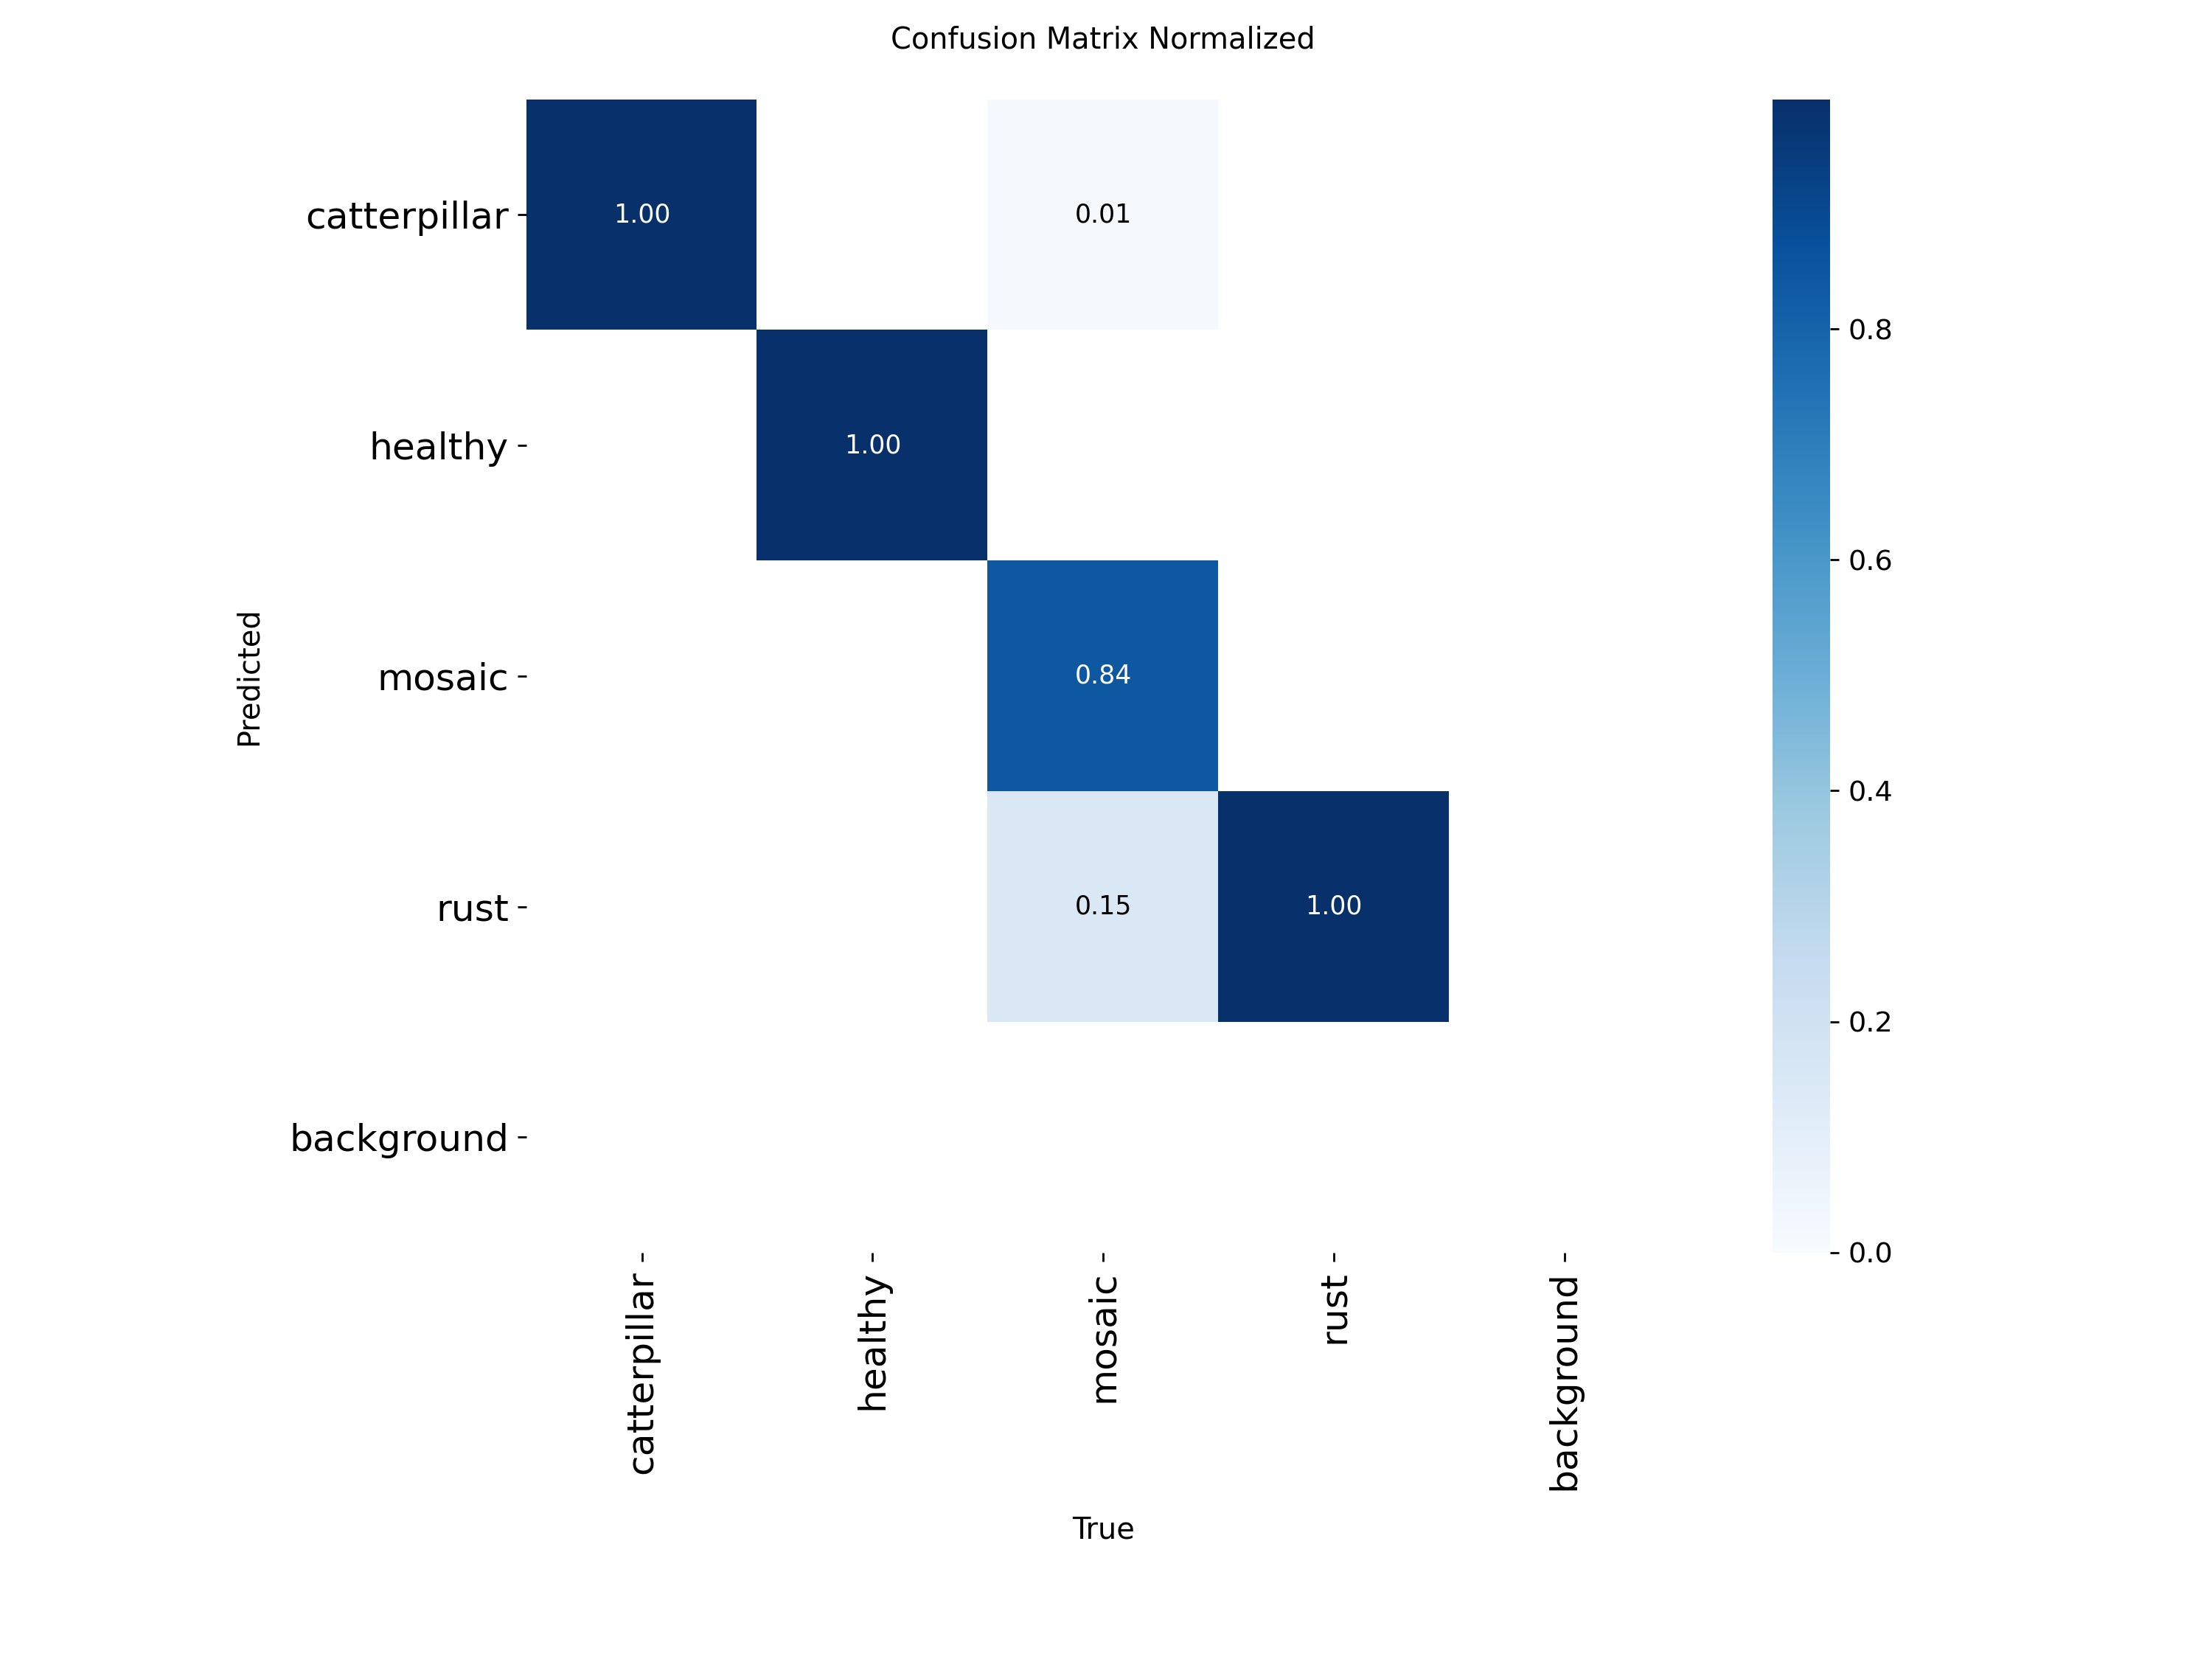 Confusion Matrix Normalized
catterpillar
1.00
0.01
healthy
1.00
mosaic
0.84
rust
0.15
1.00
background
Predicted
catterpillar
healthy
mosaic
rust
background
True
0.8
0.6
0.4
0.2
0.0